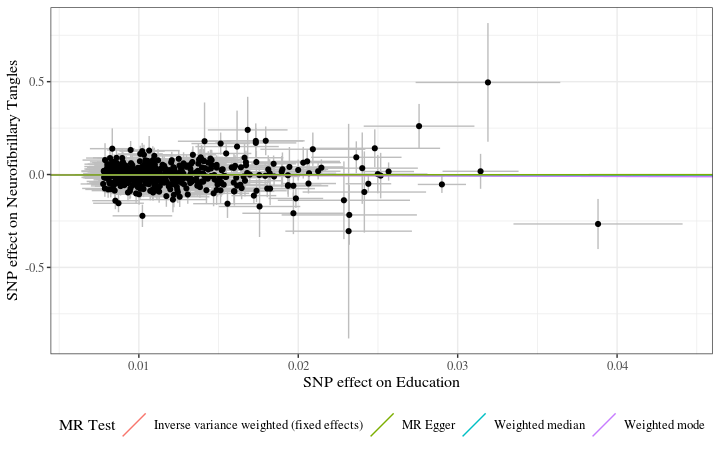 SNP effect on Neurofibrillary Tangles
0.5
0.0
-0.5
0.01 0.02 0.03 0.04
SNP effect on Education
MR Test Inverse variance weighted (fixed effects) MR Egger Weighted median Weighted mode